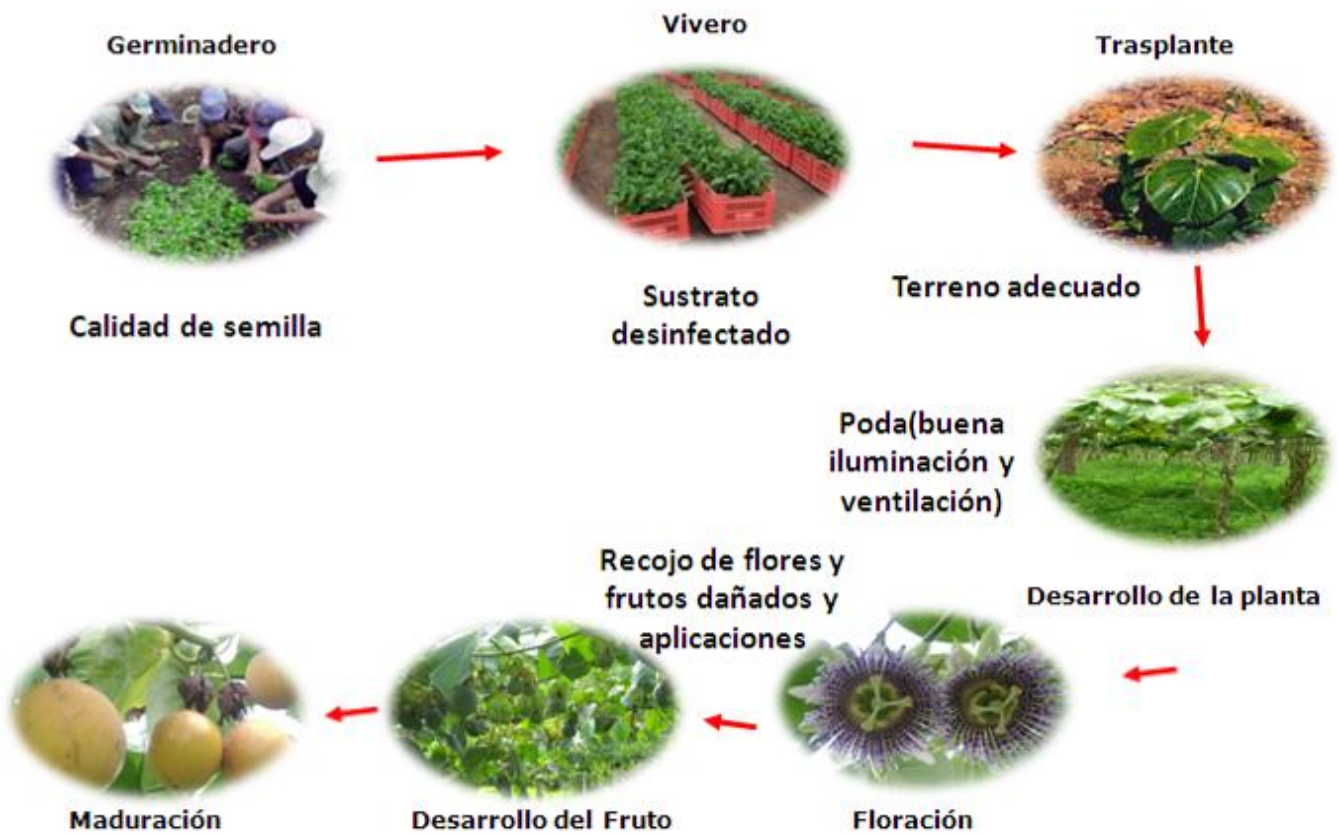 Germinadero
Vivero
Trasplante
Calidad de semilla
Sustrato
desinfectado
Terreno adecuado
Poda(buena
iluminación y
ventilación)
Desarrollo de la planta
Recojo de flores y
frutos dañados y
aplicaciones
Floración
Desarrollo del Fruto
Maduración